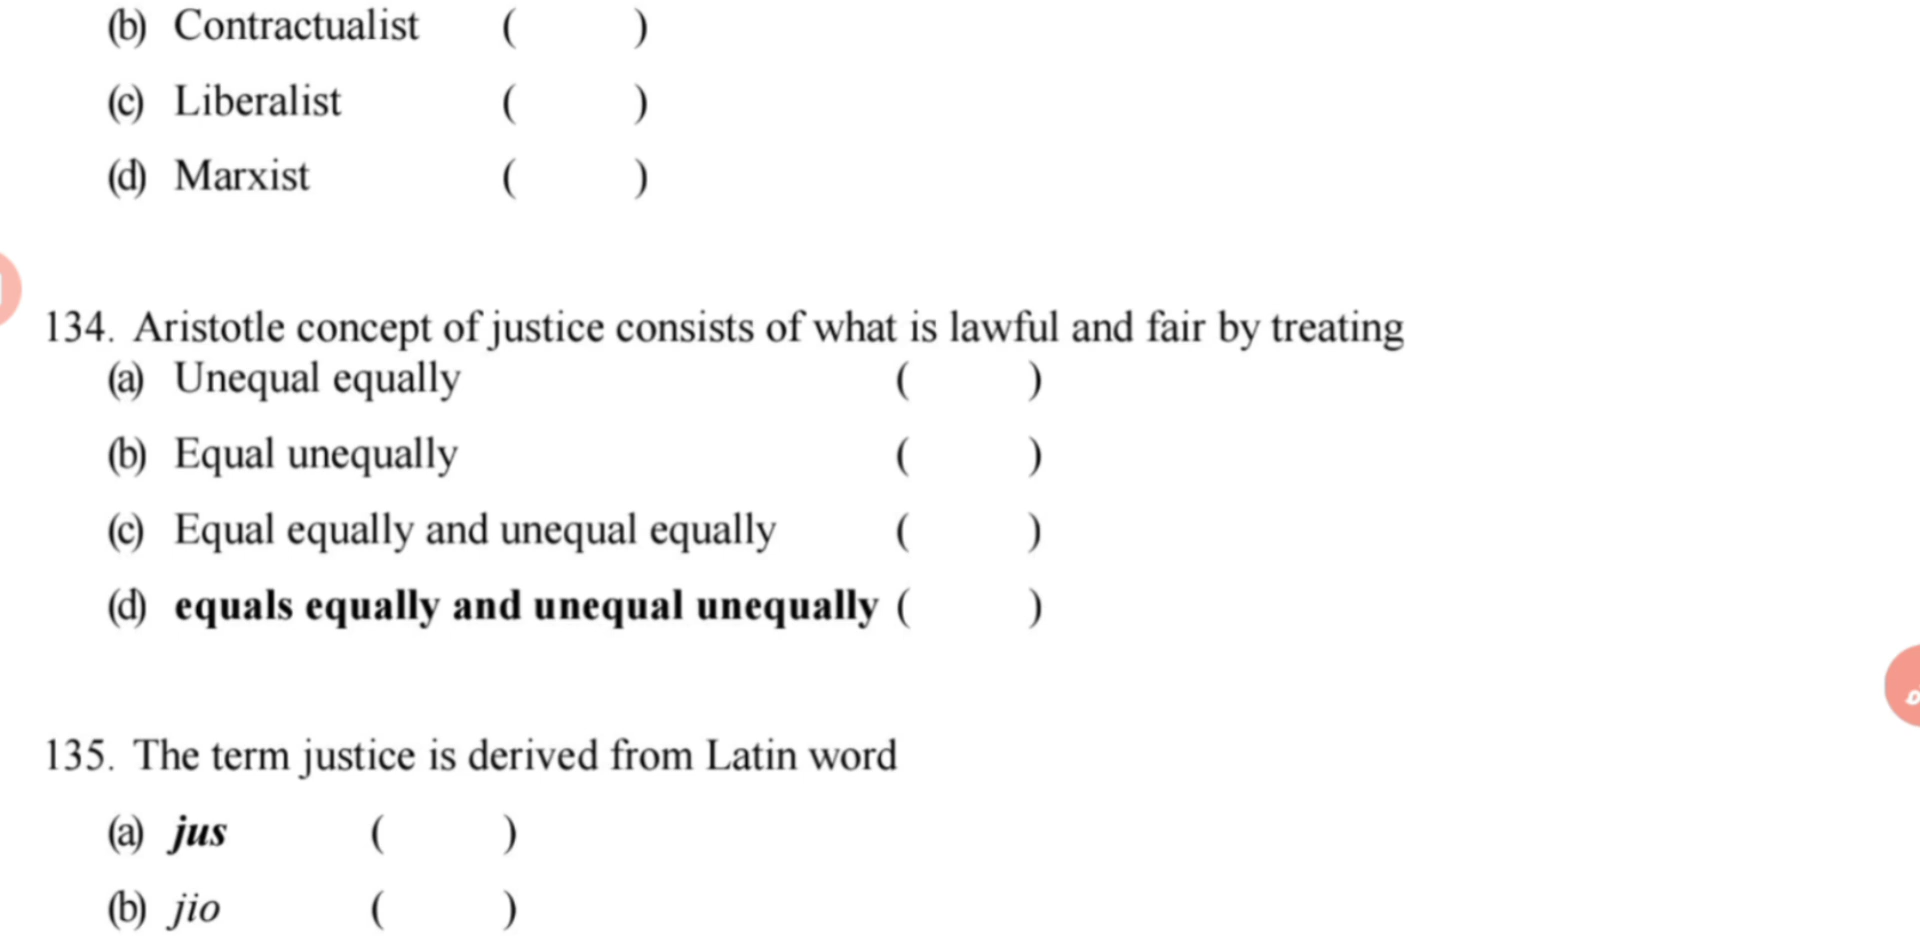 (b) Contractualist ( )
(c) Liberalist ( )
(d) Marxist ( )
134. Aristotle concept of justice consists of what is lawful and fair by treating
(a) Unequal equally ( )
(b) Equal unequally ( )
(c) Equal equally and unequal equally ( )
(d) equals equally and unequal unequally ( )
135. The term justice is derived from Latin word
(a) jus ( )
(b) jio ( )